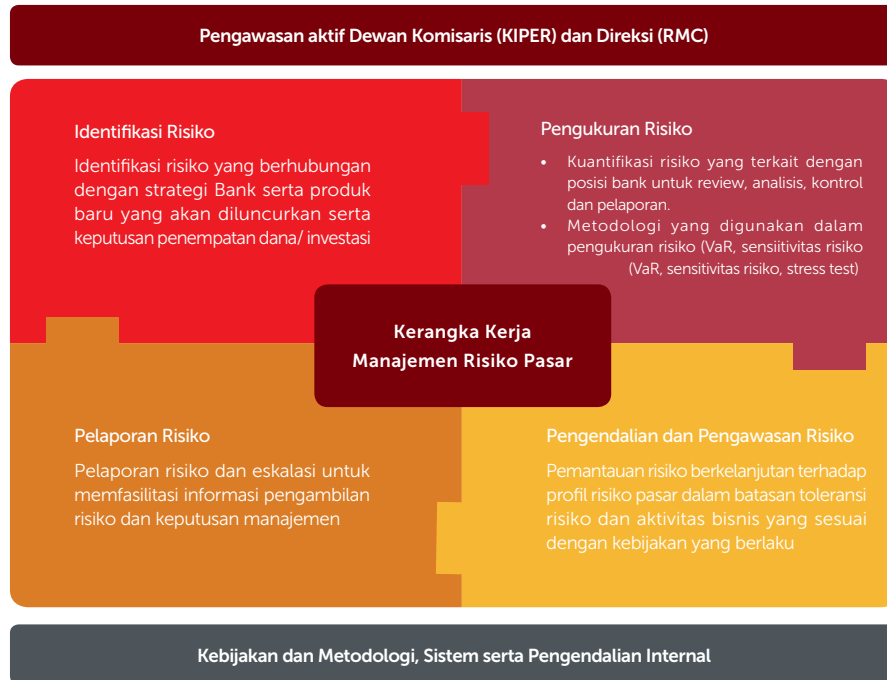 Pengawasan aktif Dewan Komisaris (KIPER) dan Direksi (RMC)
Identifikasi Risiko
Identifikasi risiko yang berhubungan
dengan strategi Bank serta produk
baru yang akan diluncurkan serta
keputusan penempatan dana/ investasi
Pengukuran Risiko
• Kuantifikasi risiko yang terkait dengan
posisi bank untuk review, analisis, kontrol
dan pelaporan.
• Metodologi yang digunakan dalam
pengukuran risiko (VaR, sensiitivitas risiko
(VaR, sensitivitas risiko, stress test)
Kerangka Kerja
Manajemen Risiko Pasar
Pelaporan Risiko
Pelaporan risiko dan eskalasi untuk
memfasilitasi informasi pengambilan
risiko dan keputusan manajemen
Pengendalian dan Pengawasan Risiko
Pemantauan risiko berkelanjutan terhadap
profil risiko pasar dalam batasan toleransi
risiko dan aktivitas bisnis yang sesuai
dengan kebijakan yang berlaku
Kebijakan dan Metodologi, Sistem serta Pengendalian Internal